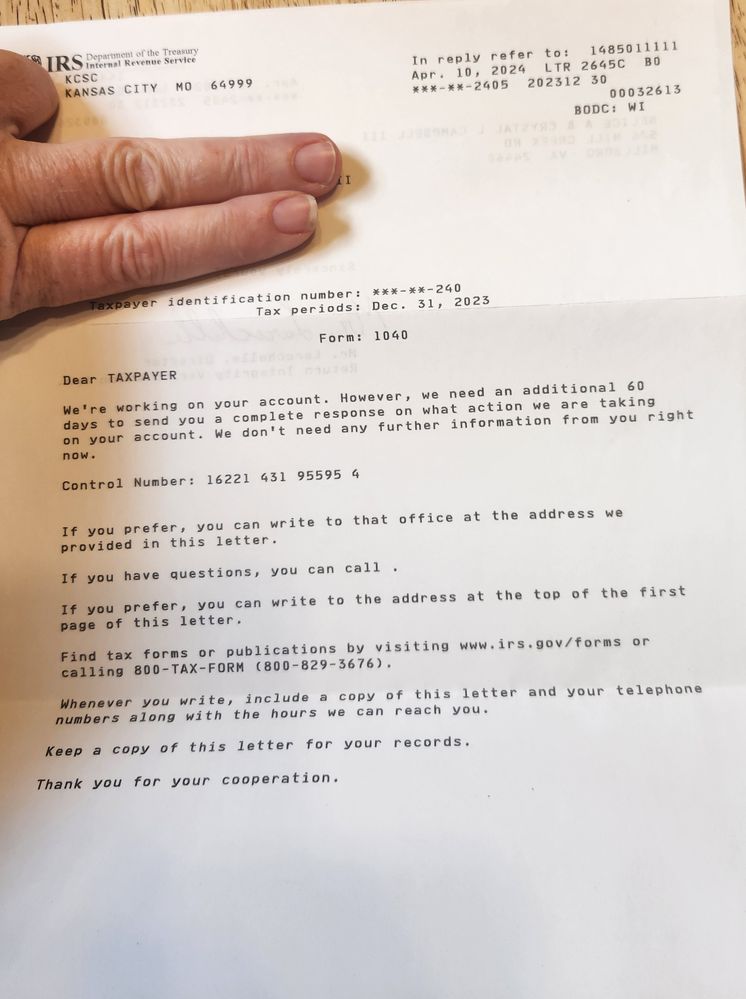 IRS Department of the Treasury
Internal Revenue Service
KCSC
KANSAS CITY MO 64999
In reply refer to: 1485011111
Apr. 10, 2024 LTR 2645C B0
***-**-2405 202312 30
00032613
BODC: WI
Taxpayer identification number: ***-**-240
Tax periods: Dec. 31, 2023
Form: 1040
Dear TAXPAYER
We're working on your account. However, we need an additional 60
days to send you a complete response on what action we are taking
on your account. We don't need any further information from you right
now.
Control Number: 16221 431 95595 4
If you prefer, you can write to that office at the address we
provided in this letter.
If you have questions, you can call .
If you prefer, you can write to the address at the top of the first
page of this letter.
Find tax forms or publications by visiting www.irs.gov/forms or
calling 800-TAX-FORM (800-829-3676).
Whenever you write, include a copy of this letter and your telephone
numbers along with the hours we can reach you.
Keep a copy of this letter for your records.
Thank you for your cooperation.